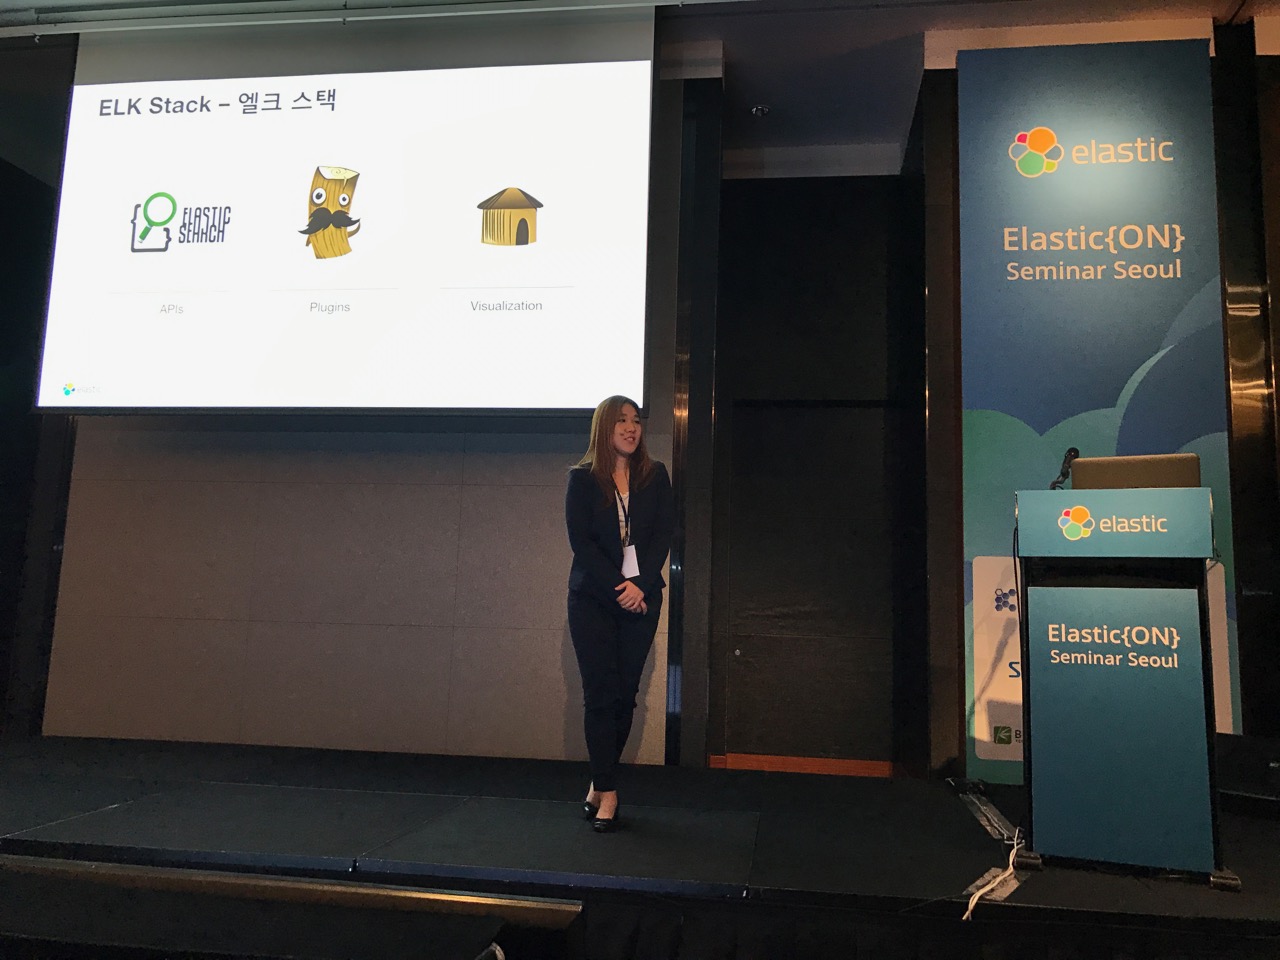 ELK Stack – 엘크 스택
ELASTIC
SEARCH
APIs
Plugins
Visualization
elastic
elastic
Elastic{ON}
Seminar Seoul
elastic
Elastic{ON}
Seminar Seoul